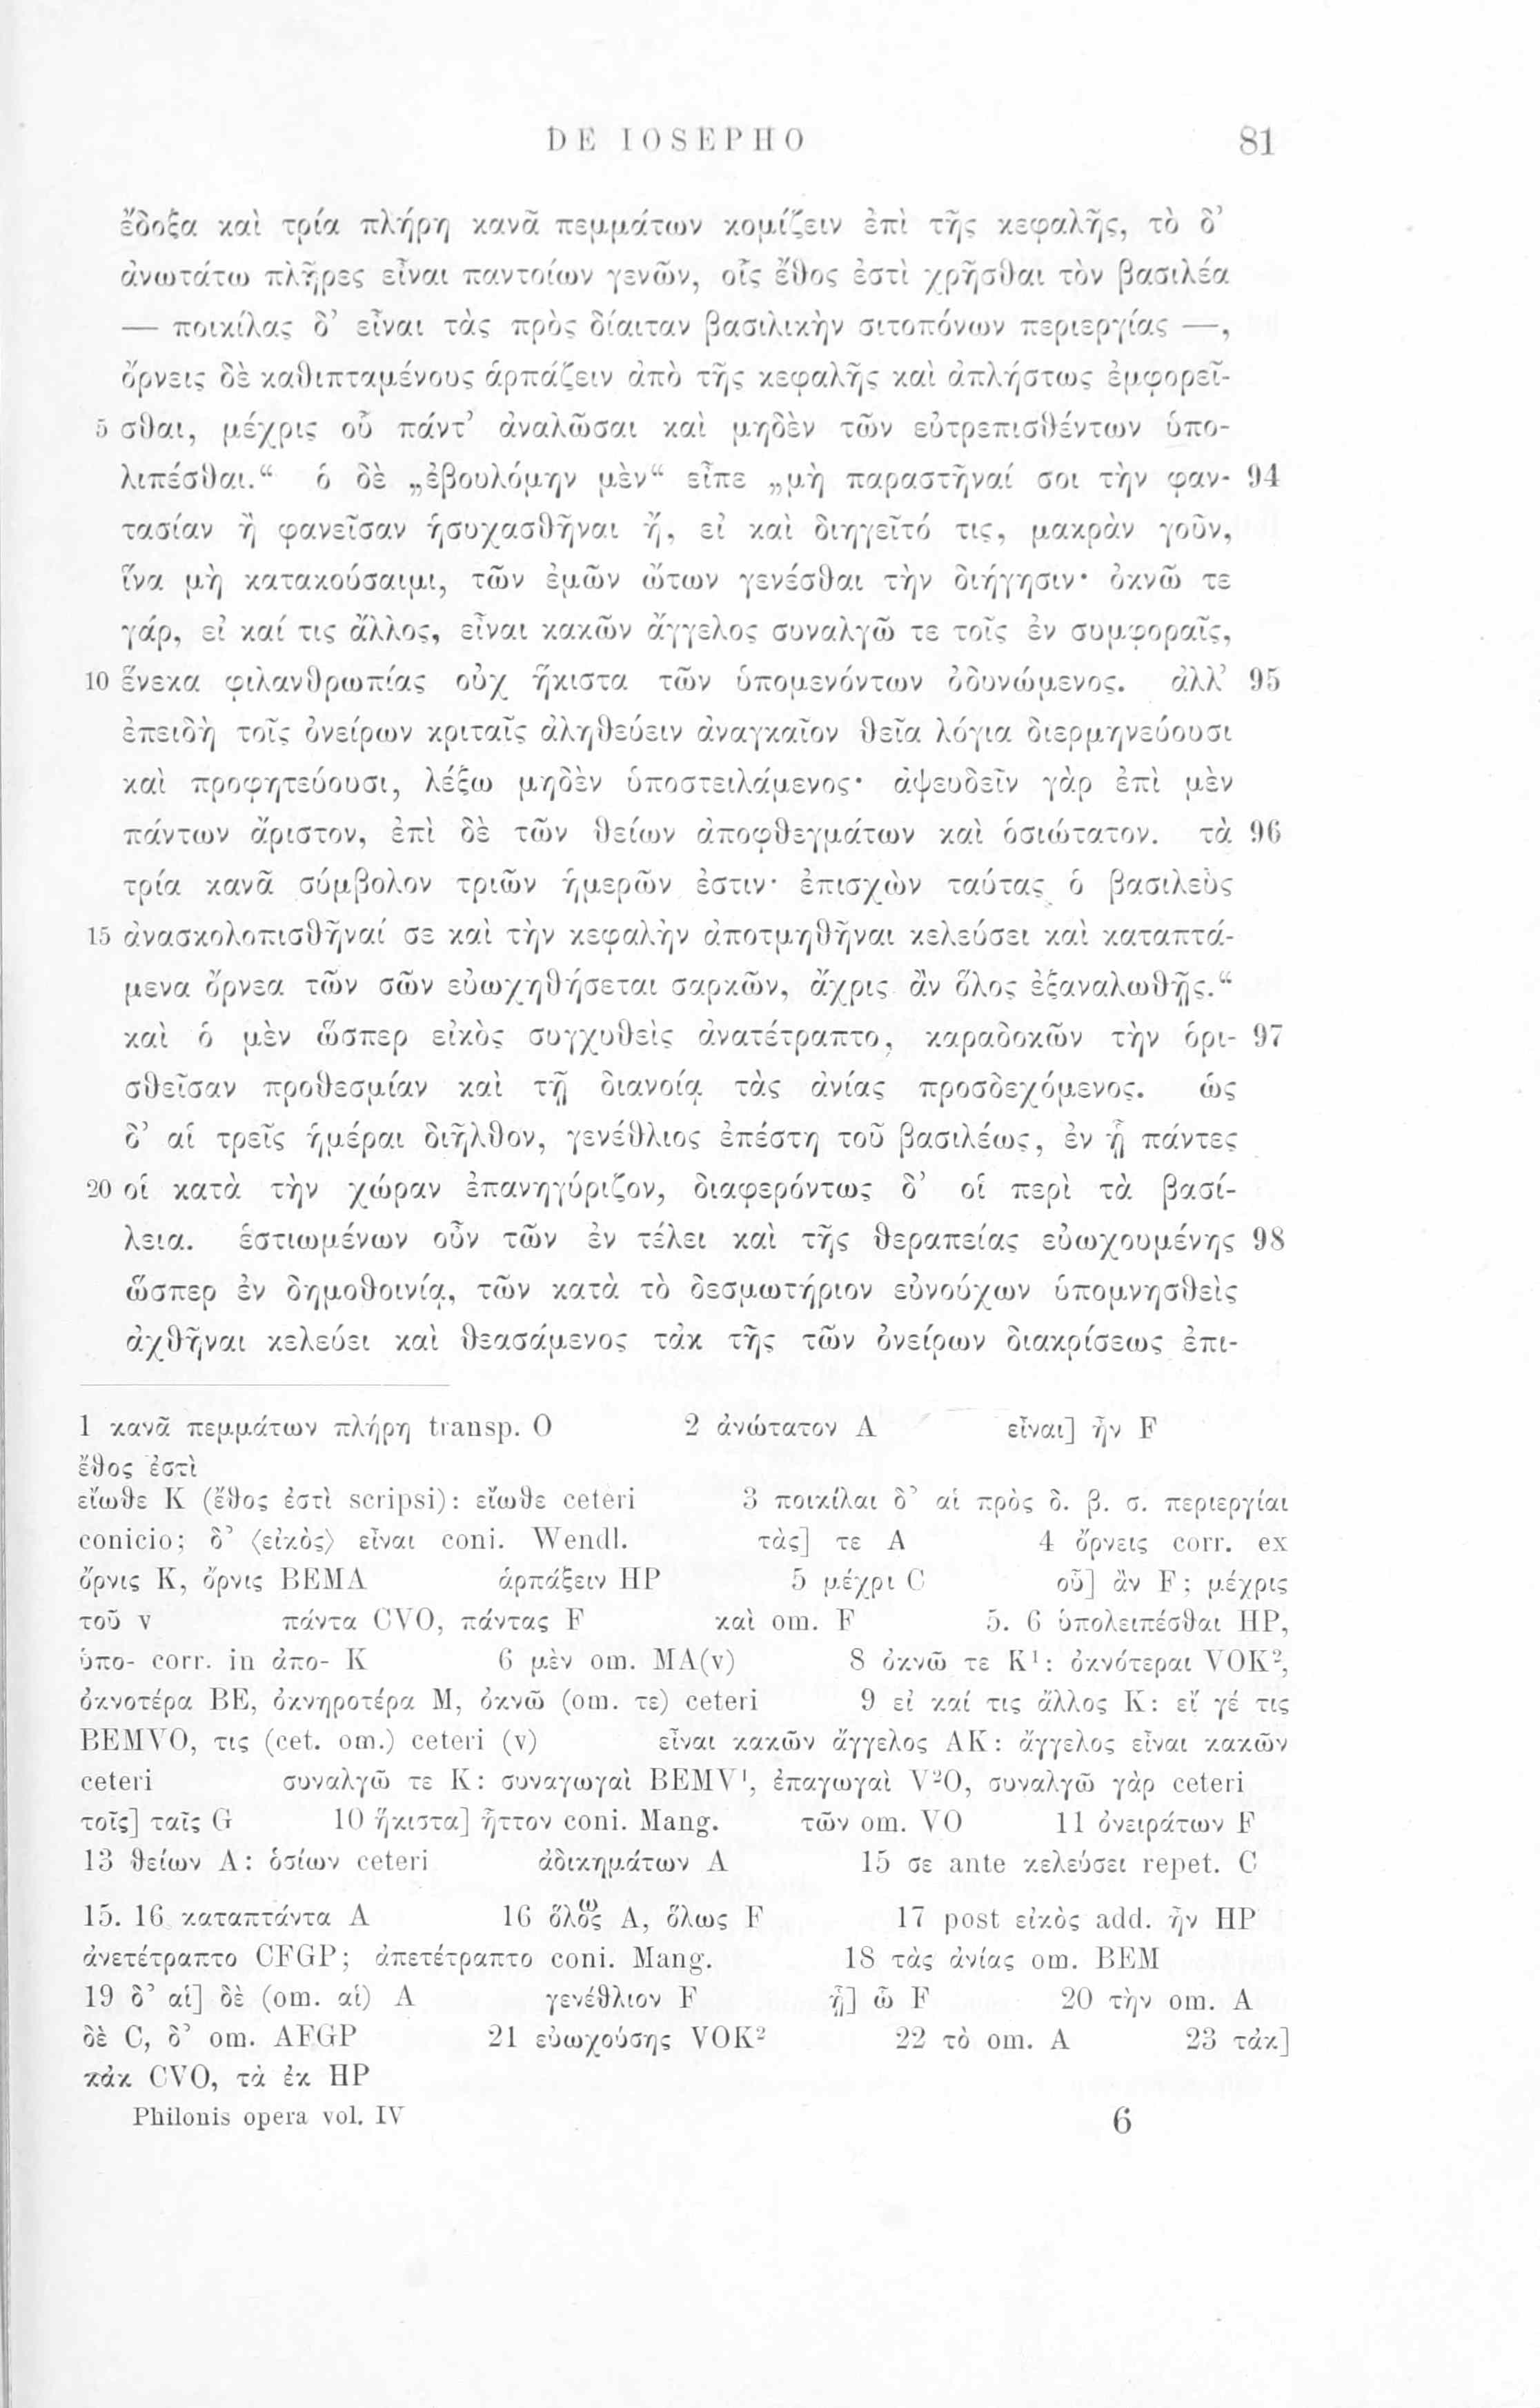 DE IOSEPHO 81
ἔδοξα καὶ τρία πλήρη κανᾶ πεμμάτων κομίζειν ἐπὶ τῆς κεφαλῆς, τὸ δ’
ἀνωτάτω πλῆρες εἶναι παντοίων γενῶν, οἷς ἔθος ἐστὶ χρῆσθαι τὸν βασιλέα
— ποικίλας δ’ εἶναι τὰς πρὸς δίαιταν βασιλικὴν σιτοπόνων περιεργίας —,
ὄρνεις δὲ καθιπταμένους ἁρπάζειν ἀπὸ τῆς κεφαλῆς καὶ ἀπλήστως ἐμφορεῖ-
5 σθαι, μέχρις οὗ πάντ’ ἀναλῶσαι καὶ μηδὲν τῶν εὐτρεπισθέντων ὑπο-
λιπέσθαι.“ ὁ δὲ „ἐβουλόμην μὲν“ εἶπε „μὴ παραστῆναί σοι τὴν φαν- 94
τασίαν ἢ φανεῖσαν ἡσυχασθῆναι ἤ, εἰ καὶ διηγεῖτό τις, μακρὰν γοῦν,
ἵνα μὴ κατακούσαιμι, τῶν ἐμῶν ὤτων γενέσθαι τὴν διήγησιν· ὀκνῶ τε
γάρ, εἰ καί τις ἄλλος, εἶναι κακῶν ἄγγελος συναλγῶ τε τοῖς ἐν συμφοραῖς,
10 ἕνεκα φιλανθρωπίας οὐχ ἥκιστα τῶν ὑπομενόντων ὀδυνώμενος. ἀλλ’ 95
ἐπειδὴ τοῖς ὀνείρων κριταῖς ἀληθεύειν ἀναγκαῖον θεῖα λόγια διερμηνεύουσι
καὶ προφητεύουσι, λέξω μηδὲν ὑποστειλάμενος· ἀψευδεῖν γὰρ ἐπὶ μὲν
πάντων ἄριστον, ἐπὶ δὲ τῶν θείων ἀποφθεγμάτων καὶ ὁσιώτατον. τὰ 96
τρία κανᾶ σύμβολον τριῶν ἡμερῶν ἐστιν· ἐπισχὼν ταύτας ὁ βασιλεὺς
15 ἀνασκολοπισθῆναί σε καὶ τὴν κεφαλὴν ἀποτμηθῆναι κελεύσει καὶ καταπτά-
μενα ὄρνεα τῶν σῶν εὐωχηθήσεται σαρκῶν, ἄχρις ἂν ὅλος ἐξαναλωθῇς.“
καὶ ὁ μὲν ὥσπερ εἰκὸς συγχυθεὶς ἀνατέτραπτο, καραδοκῶν τὴν ὁρι- 97
σθεῖσαν προθεσμίαν καὶ τῇ διανοίᾳ τὰς ἀνίας προσδεχόμενος. ὡς
δ’ αἱ τρεῖς ἡμέραι διῆλθον, γενέθλιος ἐπέστη τοῦ βασιλέως, ἐν ᾗ πάντες
20 οἱ κατὰ τὴν χώραν ἐπανηγύριζον, διαφερόντως δ’ οἱ περὶ τὰ βασί-
λεια. ἑστιωμένων οὖν τῶν ἐν τέλει καὶ τῆς θεραπείας εὐωχουμένης 98
ὥσπερ ἐν δημοθοινίᾳ, τῶν κατὰ τὸ δεσμωτήριον εὐνούχων ὑπομνησθεὶς
ἀχθῆναι κελεύει καὶ θεασάμενος τἀκ τῆς τῶν ὀνείρων διακρίσεως ἐπι-
1 κανᾶ πεμμάτων πλήρη transp. O 2 ἀνώτατον A εἶναι] ἦν F
ἔθος ἐστὶ
εἴωθε K (ἔθος ἐστὶ scripsi): εἴωθε ceteri 3 ποικίλαι δ’ αἱ πρὸς δ. β. σ. περιεργίαι
conicio; δ’ ⟨εἰκὸς⟩ εἶναι coni. Wendl. τὰς] τε A 4 ὄρνεις corr. ex
ὄρνις K, ὄρνις BEMA ἁρπάξειν HP 5 μέχρι C οὗ] ἂν F; μέχρις
τοῦ v πάντα CVO, πάντας F καὶ om. F 5. 6 ὑπολειπέσθαι HP,
ὑπο- corr. in ἀπο- K 6 μὲν om. MA(v) 8 ὀκνῶ τε K¹: ὀκνότεραι VOK²,
ὀκνοτέρα BE, ὀκνηροτέρα M, ὀκνῶ (om. τε) ceteri 9 εἰ καί τις ἄλλος K: εἴ γέ τις
BEMVO, τις (cet. om.) ceteri (v) εἶναι κακῶν ἄγγελος AK: ἄγγελος εἶναι κακῶν
ceteri συναλγῶ τε K: συναγωγαὶ BEMV¹, ἐπαγωγαὶ V²O, συναλγῶ γὰρ ceteri
τοῖς] ταῖς G 10 ἥκιστα] ἧττον coni. Mang. τῶν om. VO 11 ὀνειράτων F
13 θείων A: ὁσίων ceteri ἀδικημάτων A 15 σε ante κελεύσει repet. C
15. 16 καταπτάντα A 16 ὅλοςω A, ὅλως F 17 post εἰκὸς add. ἦν HP
ἀνετέτραπτο CFGP; ἀπετέτραπτο coni. Mang. 18 τὰς ἀνίας om. BEM
19 δ’ αἱ] δὲ (om. αἱ) A γενέθλιον F ᾗ] ᾧ F 20 τὴν om. A
δὲ C, δ’ om. AFGP 21 εὐωχούσης VOK² 22 τὸ om. A 23 τἀκ]
κἀκ CVO, τὰ ἐκ HP
Philonis opera vol. IV 6